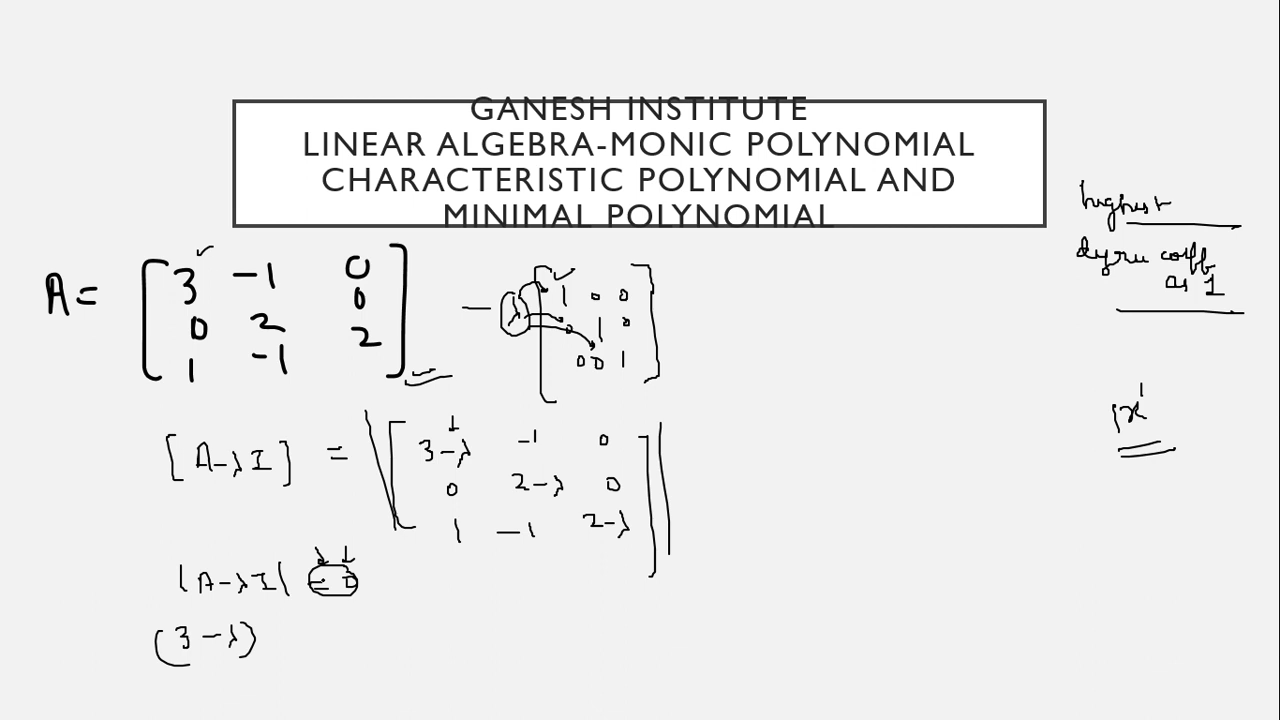 GANESH INSTITUTE
LINEAR ALGEBRA-MONIC POLYNOMIAL
CHARACTERISTIC POLYNOMIAL AND
MINIMAL POLYNOMIAL
highest
degree coeff
as 1
A = [ 3 -1 0
0 2 0
1 -1 2 ]
- λ [ 1 0 0
0 1 0
0 0 1 ]
1x¹
[A-λI] = | [ 3-λ -1 0
0 2-λ 0
1 -1 2-λ ] |
|A-λI| = 0
(3-λ)